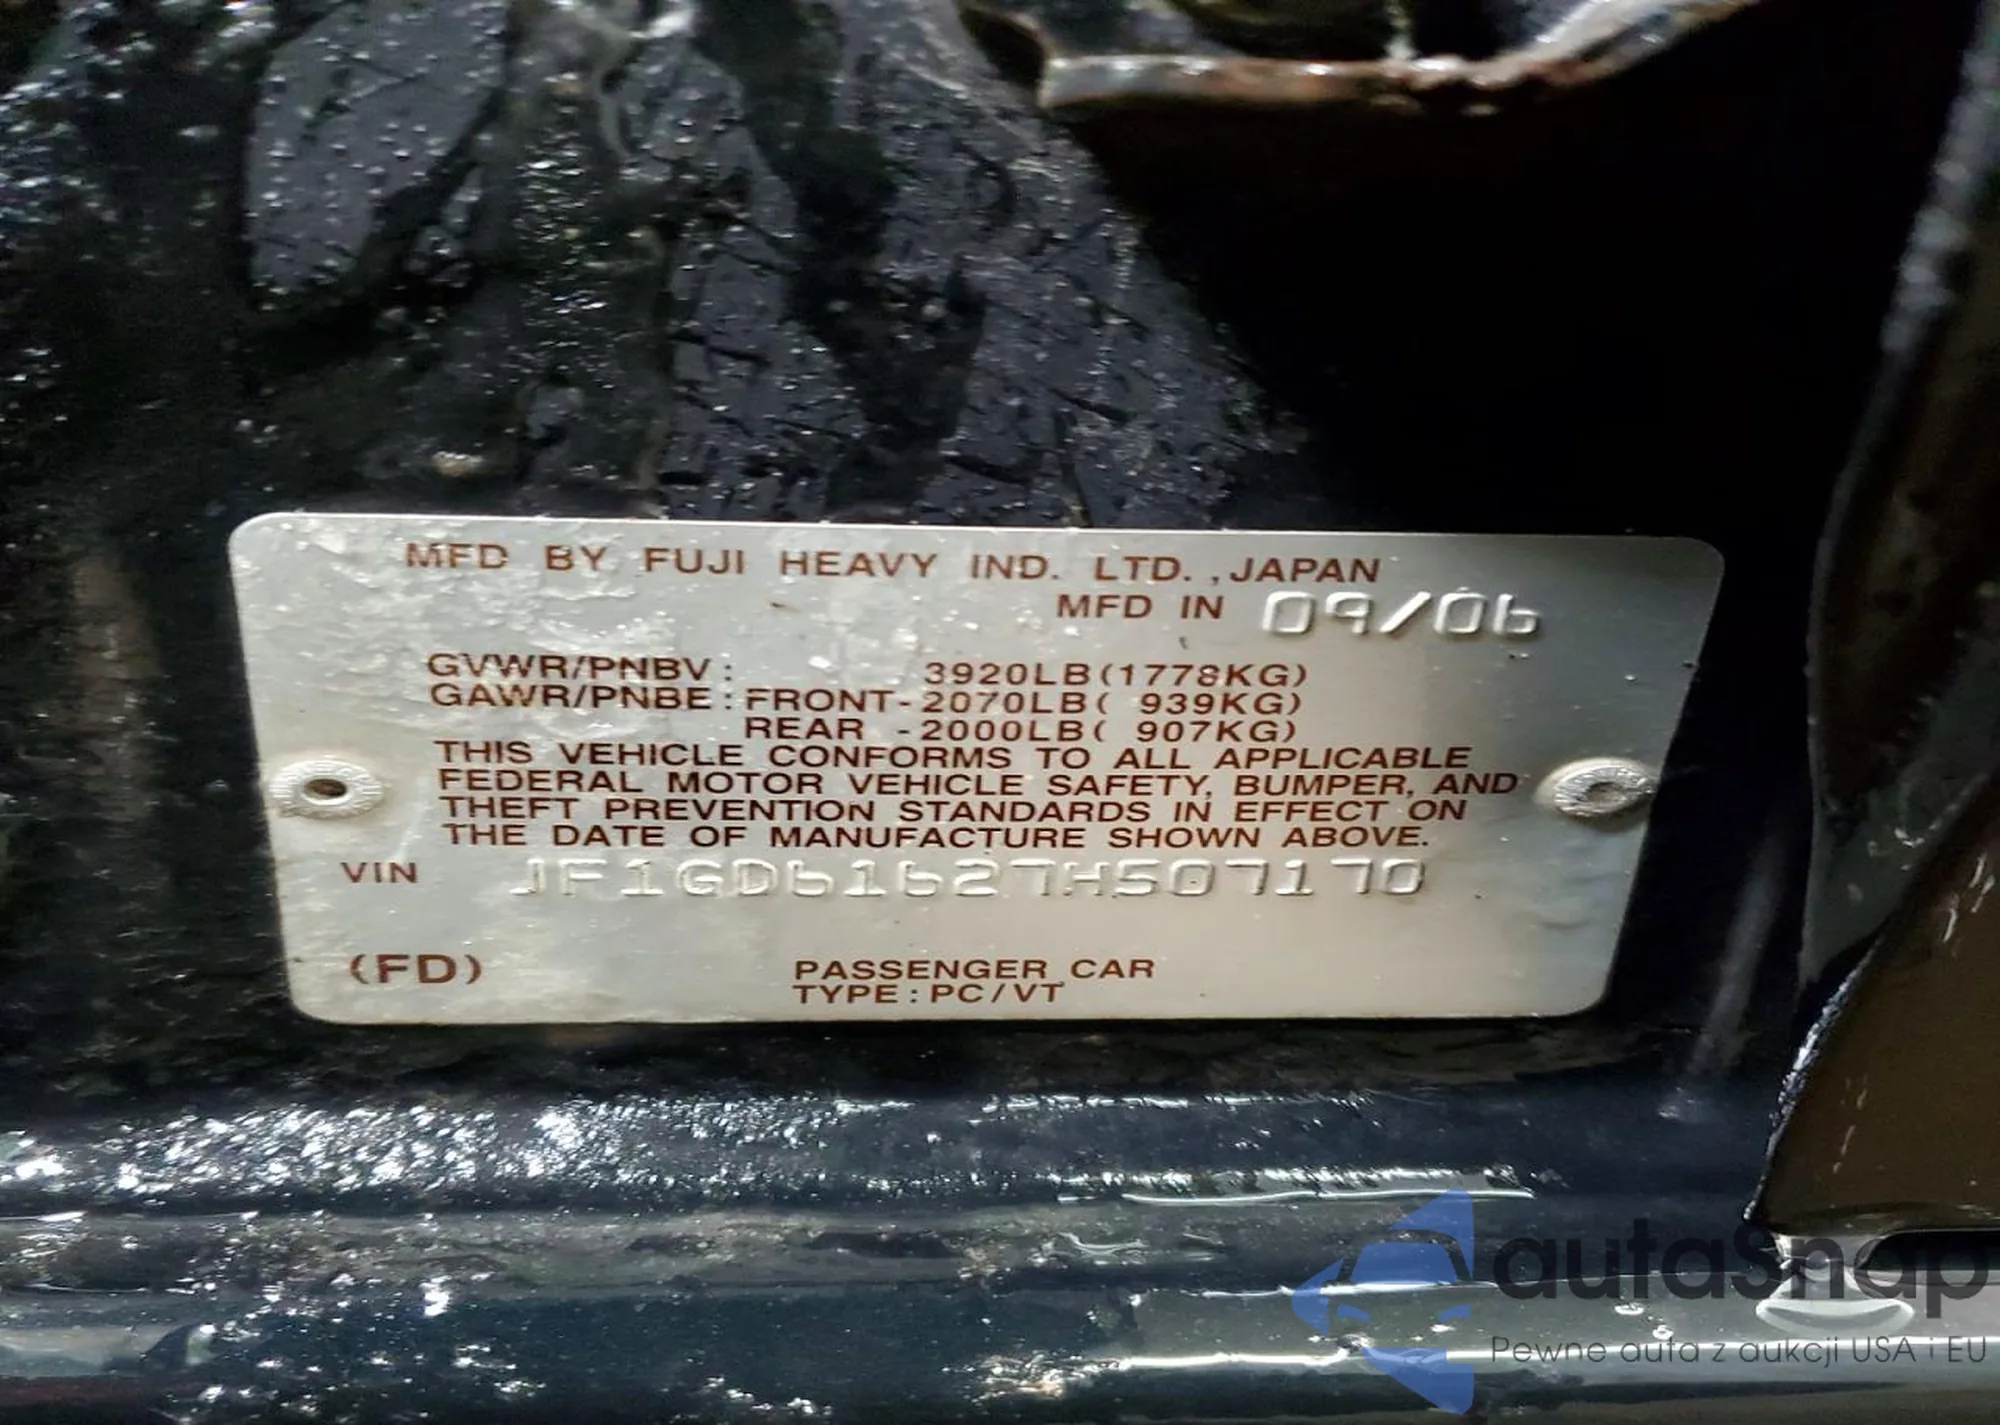 MFD BY FUJI HEAVY IND. LTD. ,JAPAN
MFD IN 09/06
GVWR/PNBV: 3920LB(1778KG)
GAWR/PNBE: FRONT-2070LB( 939KG)
REAR -2000LB( 907KG)
THIS VEHICLE CONFORMS TO ALL APPLICABLE
FEDERAL MOTOR VEHICLE SAFETY, BUMPER, AND
THEFT PREVENTION STANDARDS IN EFFECT ON
THE DATE OF MANUFACTURE SHOWN ABOVE.
VIN JF1GD61627H507170
(FD) PASSENGER CAR
TYPE: PC/VT
autaSnap
Pewne auta z aukcji USA i EU